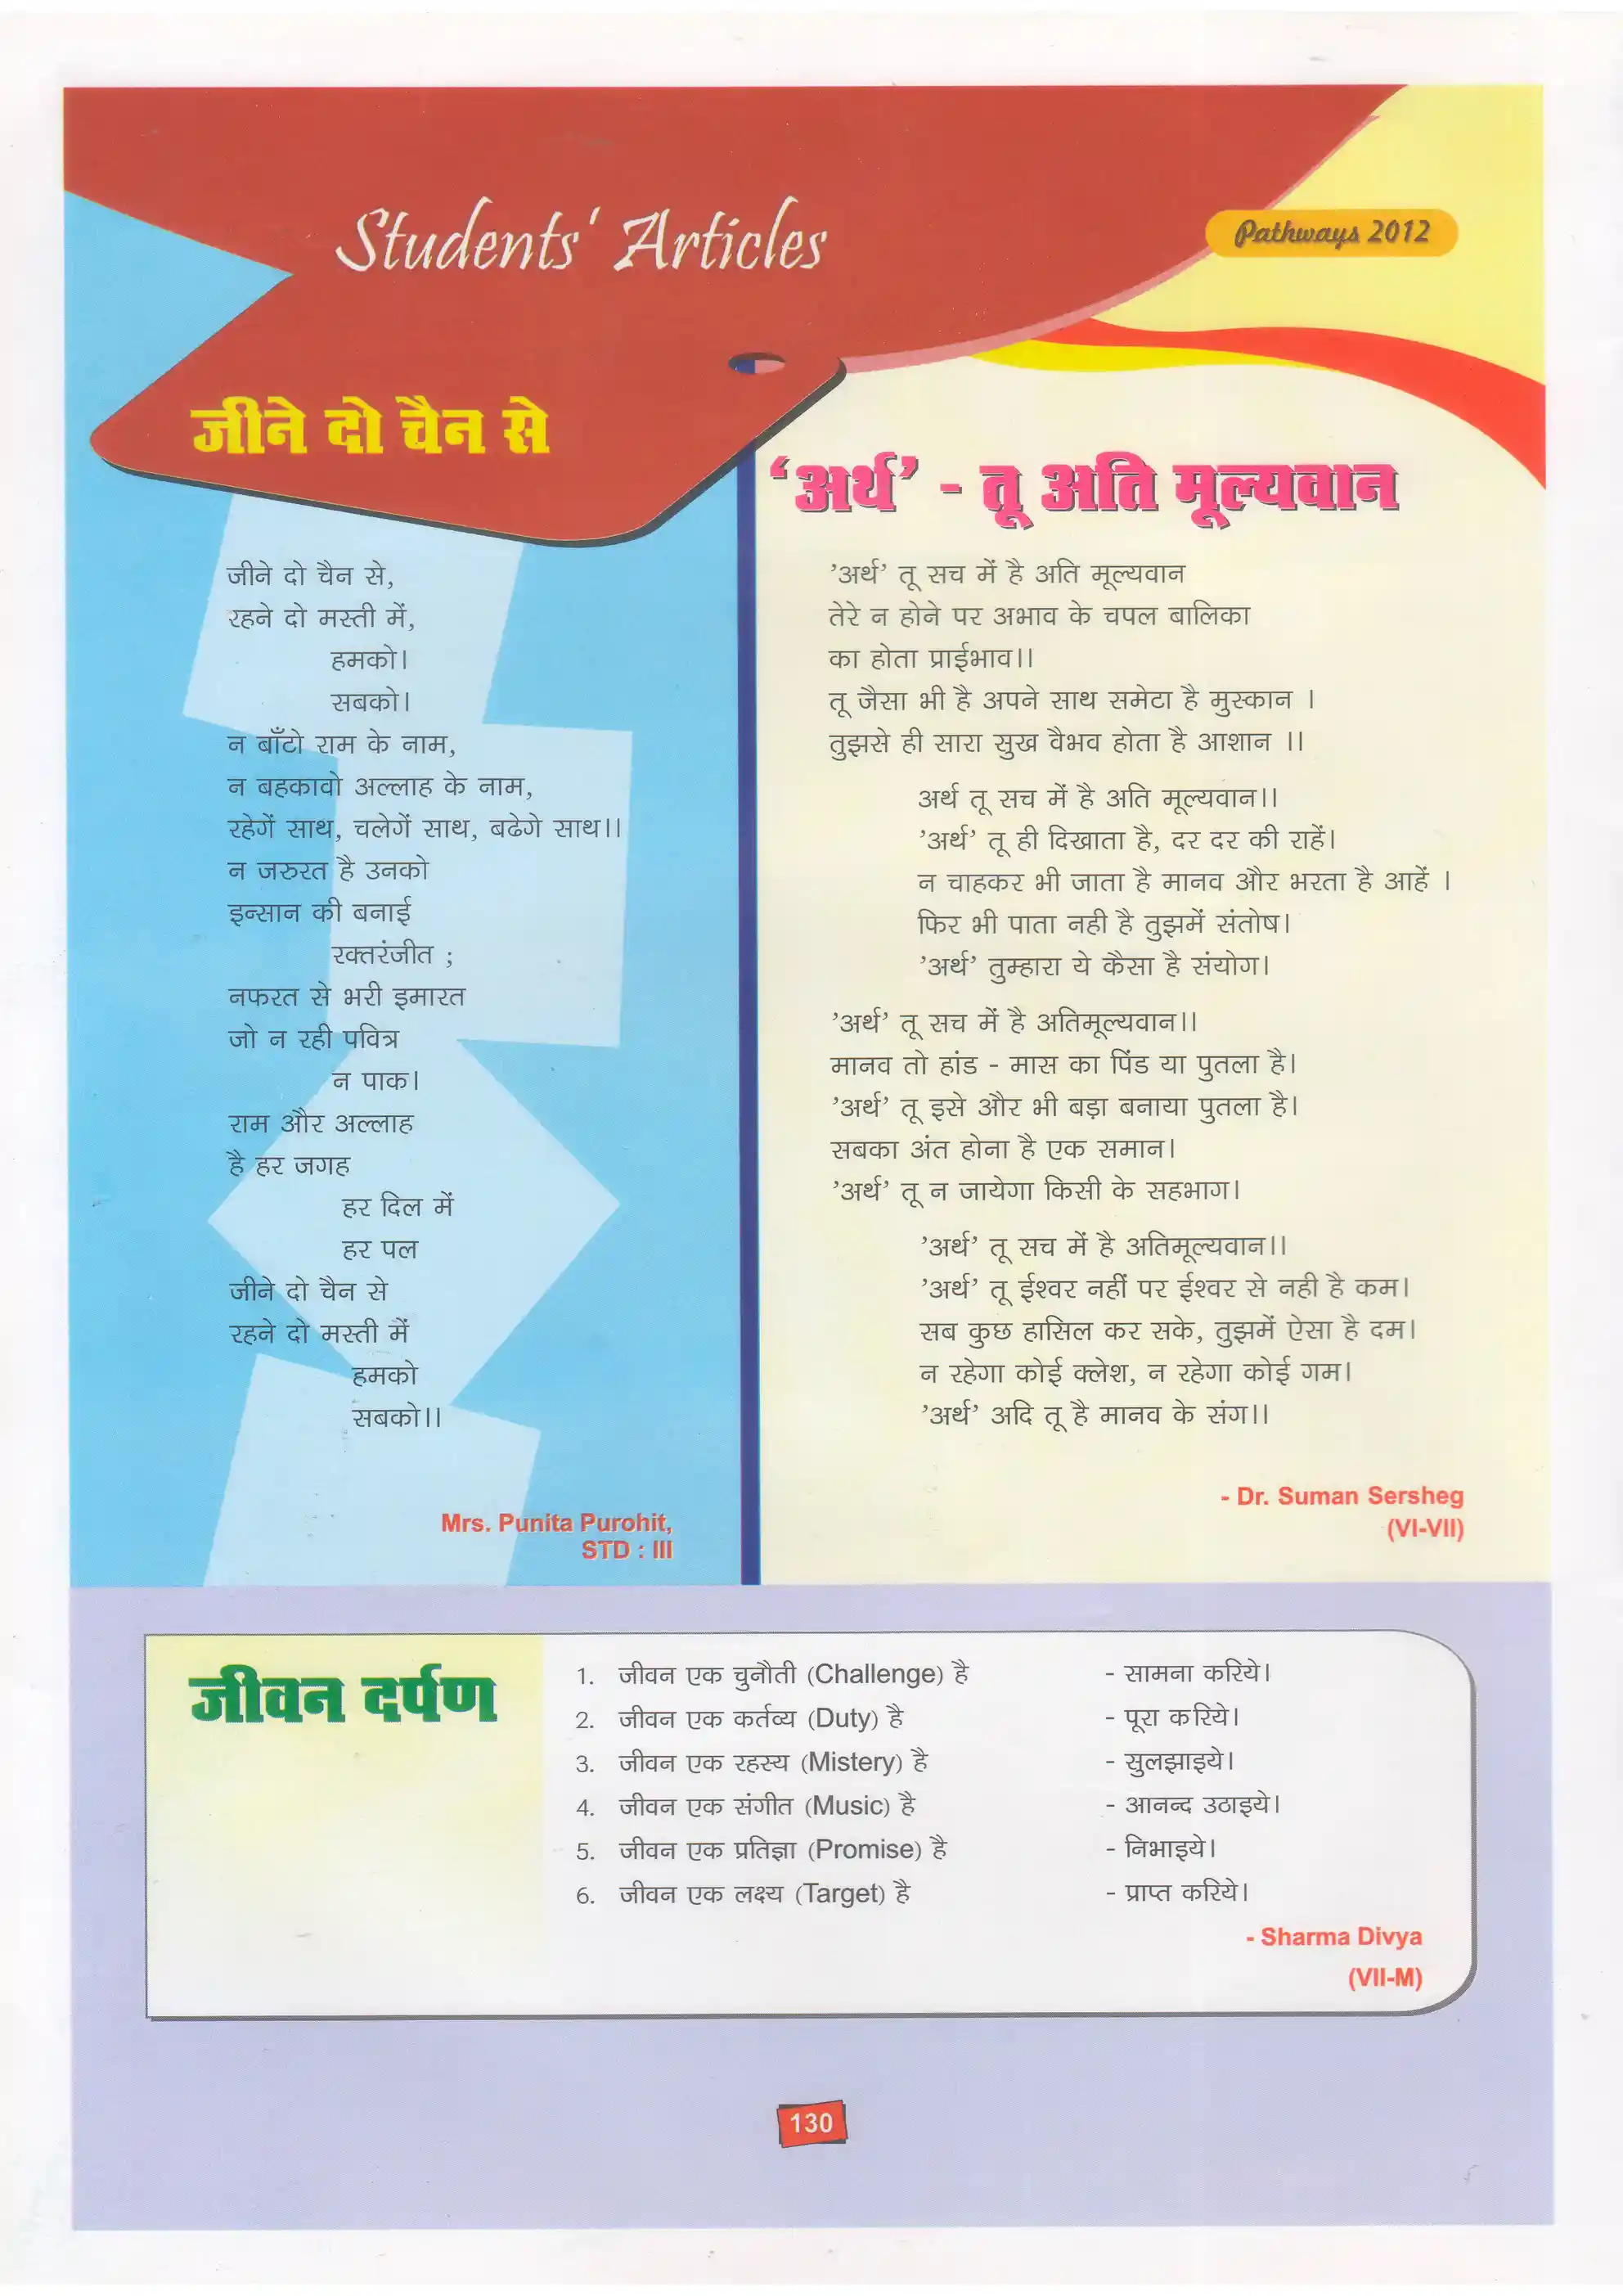 Students' Articles
Pathways 2012
जीने दो चैन से
जीने दो चैन से,
रहने दो मस्ती में,
हमको।
सबको।
न बाँटो राम के नाम,
न बहकावो अल्लाह के नाम,
रहेगें साथ, चलेगें साथ, बढेगे साथ।।
न जरुरत है उनको
इन्सान की बनाई
रक्तरंजीत ;
नफरत से भरी इमारत
जो न रही पवित्र
न पाक।
राम और अल्लाह
है हर जगह
हर दिल में
हर पल
जीने दो चैन से
रहने दो मस्ती में
हमको
सबको।।
Mrs. Punita Purohit,
STD : III
‘अर्थ’ - तू अति मूल्यवान
’अर्थ’ तू सच में है अति मूल्यवान
तेरे न होने पर अभाव के चपल बालिका
का होता प्राईभाव।।
तू जैसा भी है अपने साथ समेटा है मुस्कान ।
तुझसे ही सारा सुख वैभव होता है आशान ।।
अर्थ तू सच में है अति मूल्यवान।।
’अर्थ’ तू ही दिखाता है, दर दर की राहें।
न चाहकर भी जाता है मानव और भरता है आहें ।
फिर भी पाता नही है तुझमें संतोष।
’अर्थ’ तुम्हारा ये कैसा है संयोग।
’अर्थ’ तू सच में है अतिमूल्यवान।।
मानव तो हांड - मास का पिंड या पुतला है।
’अर्थ’ तू इसे और भी बड़ा बनाया पुतला है।
सबका अंत होना है एक समान।
’अर्थ’ तू न जायेगा किसी के सहभाग।
’अर्थ’ तू सच में है अतिमूल्यवान।।
’अर्थ’ तू ईश्वर नहीं पर ईश्वर से नही है कम।
सब कुछ हासिल कर सके, तुझमें ऐसा है दम।
न रहेगा कोई क्लेश, न रहेगा कोई गम।
’अर्थ’ अदि तू है मानव के संग।।
- Dr. Suman Sersheg
(VI-VII)
जीवन दर्पण
1. जीवन एक चुनौती (Challenge) है - सामना करिये।
2. जीवन एक कर्तव्य (Duty) है - पूरा करिये।
3. जीवन एक रहस्य (Mistery) है - सुलझाइये।
4. जीवन एक संगीत (Music) है - आनन्द उठाइये।
5. जीवन एक प्रतिज्ञा (Promise) है - निभाइये।
6. जीवन एक लक्ष्य (Target) है - प्राप्त करिये।
- Sharma Divya
(VII-M)
130